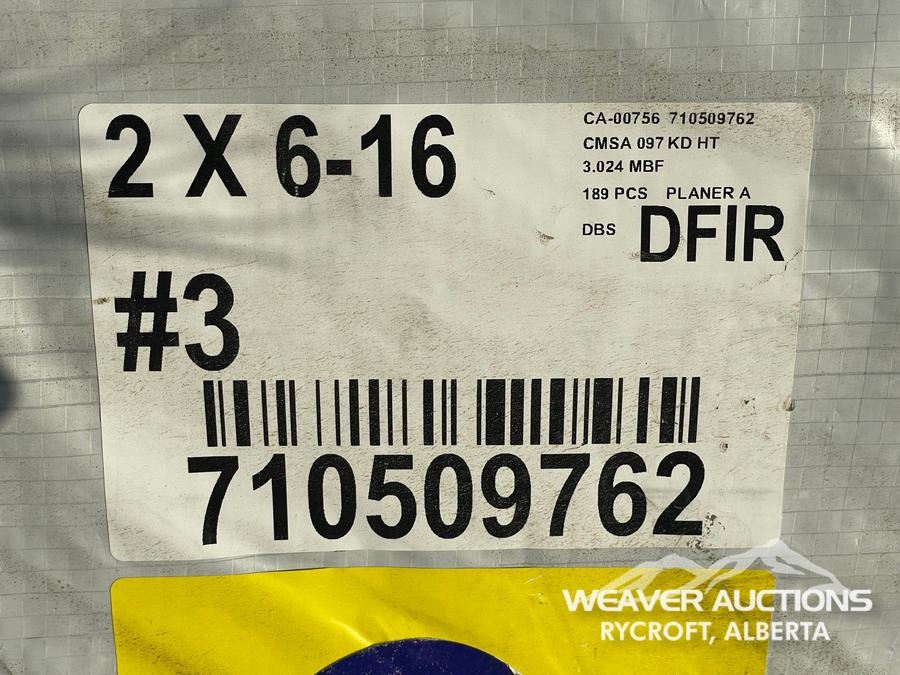 2 X 6-16
CA-00756 710509762
CMSA 097 KD HT
3.024 MBF
189 PCS PLANER A
DBS DFIR
#3
710509762
WEAVER AUCTIONS
RYCROFT, ALBERTA